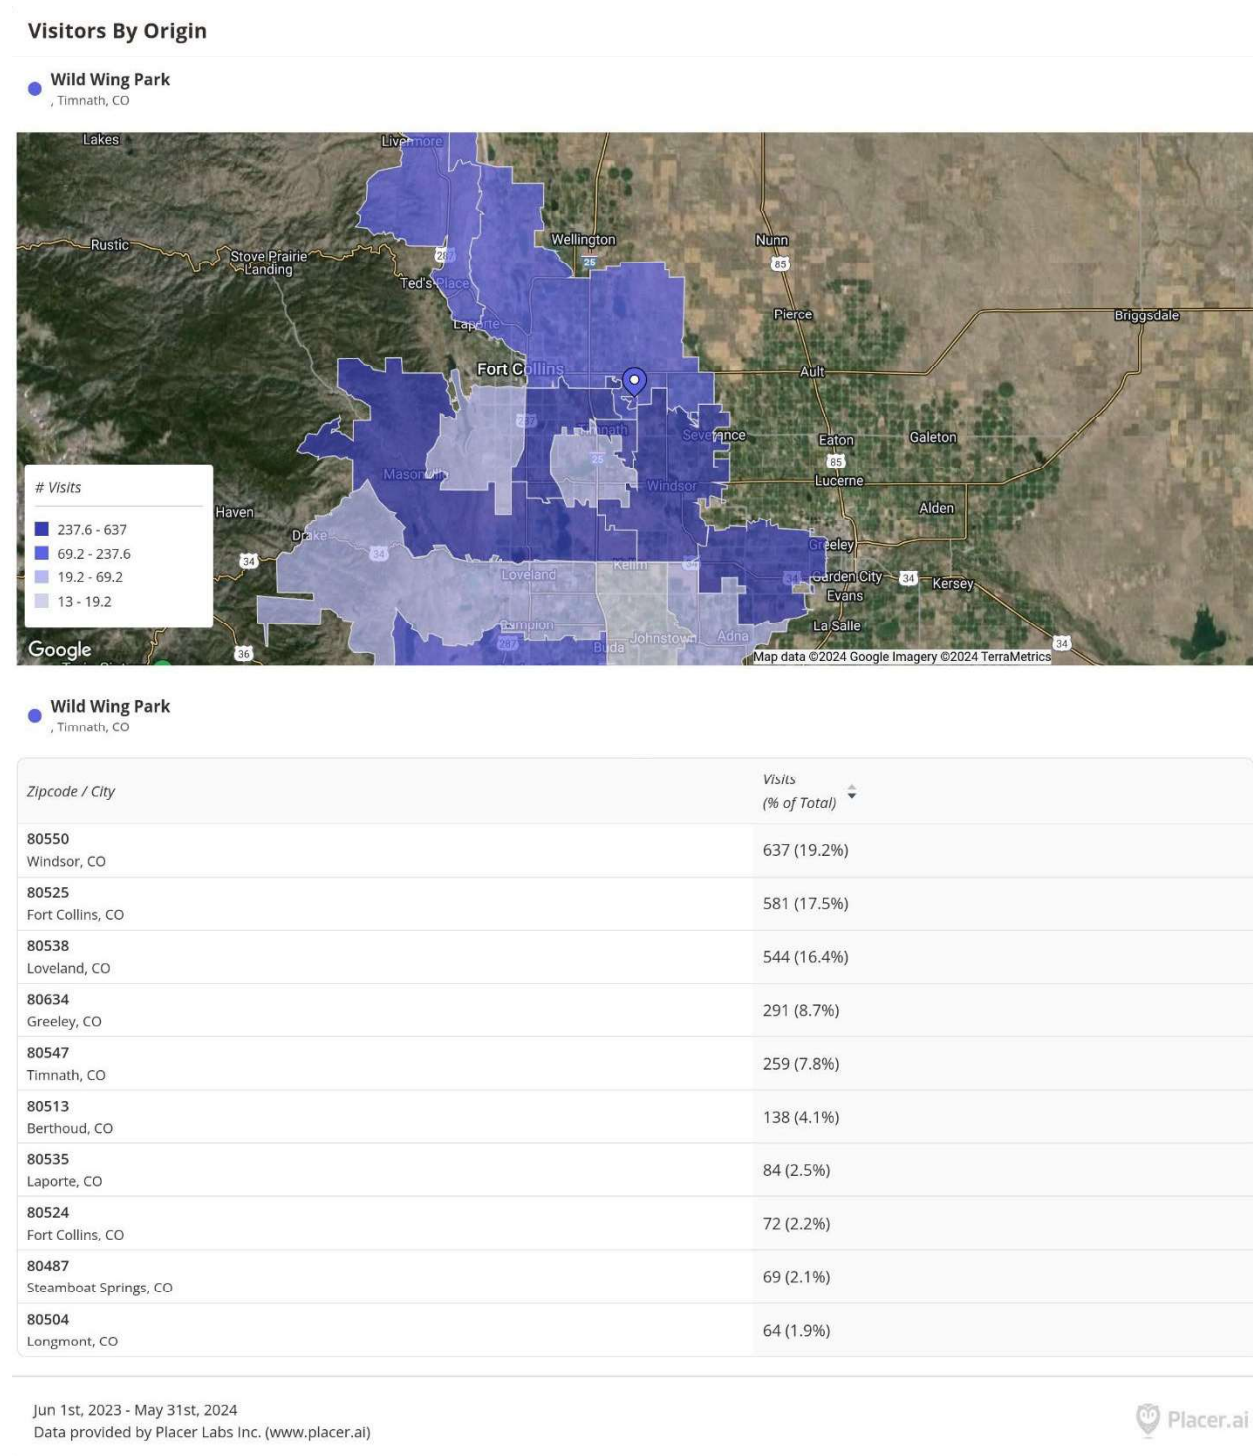 Visitors By Origin
Wild Wing Park
, Timnath, CO
Lakes
Livermore
Rustic
Stove Prairie
Landing
287
Ted's Place
Laporte
Wellington
25
Nunn
85
Pierce
Briggsdale
Fort Collins
Ault
287
Timnath
Severance
25
Eaton
Galeton
85
Masonville
Windsor
Lucerne
Haven
Alden
Drake
34
34
Loveland
Kelim
34
Greeley
34
Garden City
34
Kersey
Evans
Campion
La Salle
287
Johnstown
Adna
Buda
36
34
# Visits
237.6 - 637
69.2 - 237.6
19.2 - 69.2
13 - 19.2
Google
Map data ©2024 Google Imagery ©2024 TerraMetrics
Wild Wing Park
, Timnath, CO
Zipcode / City
Visits
(% of Total)
80550
Windsor, CO
637 (19.2%)
80525
Fort Collins, CO
581 (17.5%)
80538
Loveland, CO
544 (16.4%)
80634
Greeley, CO
291 (8.7%)
80547
Timnath, CO
259 (7.8%)
80513
Berthoud, CO
138 (4.1%)
80535
Laporte, CO
84 (2.5%)
80524
Fort Collins, CO
72 (2.2%)
80487
Steamboat Springs, CO
69 (2.1%)
80504
Longmont, CO
64 (1.9%)
Jun 1st, 2023 - May 31st, 2024
Data provided by Placer Labs Inc. (www.placer.ai)
Placer.ai